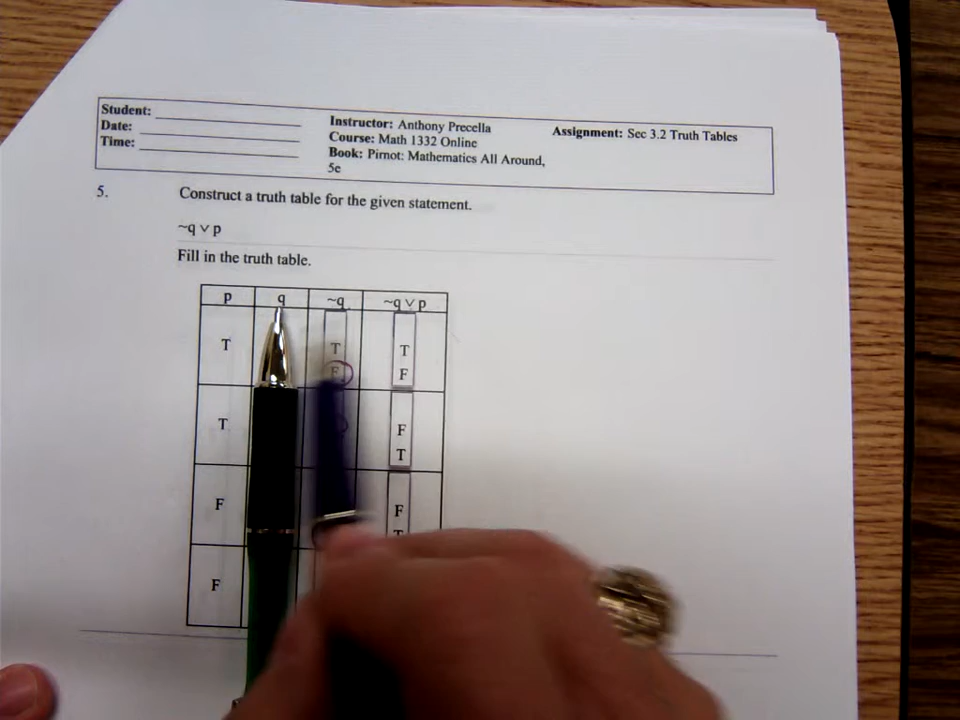 Student:
Date:
Time:
Instructor: Anthony Precella
Course: Math 1332 Online
Book: Pirnot: Mathematics All Around,
5e
Assignment: Sec 3.2 Truth Tables
5. Construct a truth table for the given statement.
~q ∨ p
Fill in the truth table.
p q ~q ~q ∨ p
T T T
F F
T F
T
F F
T
F